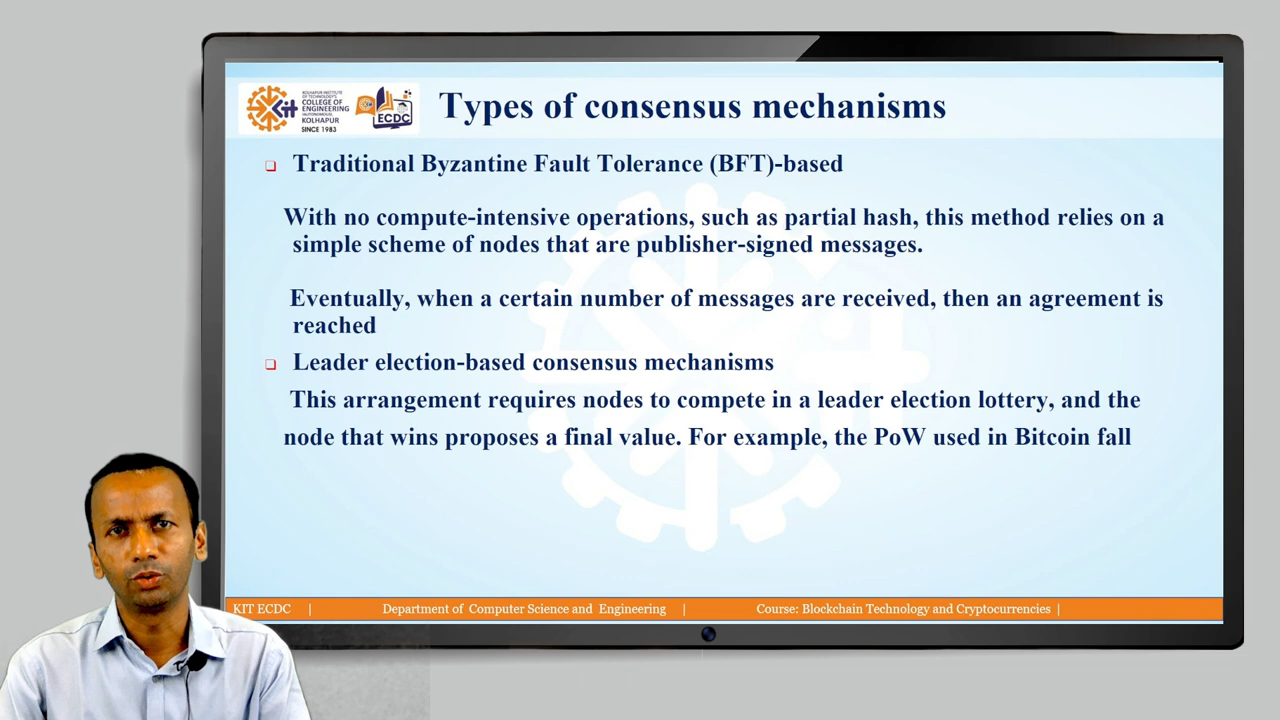 KOLHAPUR INSTITUTE
OF TECHNOLOGY'S
COLLEGE OF
ENGINEERING
(AUTONOMOUS),
KOLHAPUR
SINCE 1983
ECDC
Types of consensus mechanisms
Traditional Byzantine Fault Tolerance (BFT)-based
With no compute-intensive operations, such as partial hash, this method relies on a
simple scheme of nodes that are publisher-signed messages.
Eventually, when a certain number of messages are received, then an agreement is
reached
Leader election-based consensus mechanisms
This arrangement requires nodes to compete in a leader election lottery, and the
node that wins proposes a final value. For example, the PoW used in Bitcoin fall
KIT ECDC | Department of Computer Science and Engineering | Course: Blockchain Technology and Cryptocurrencies |